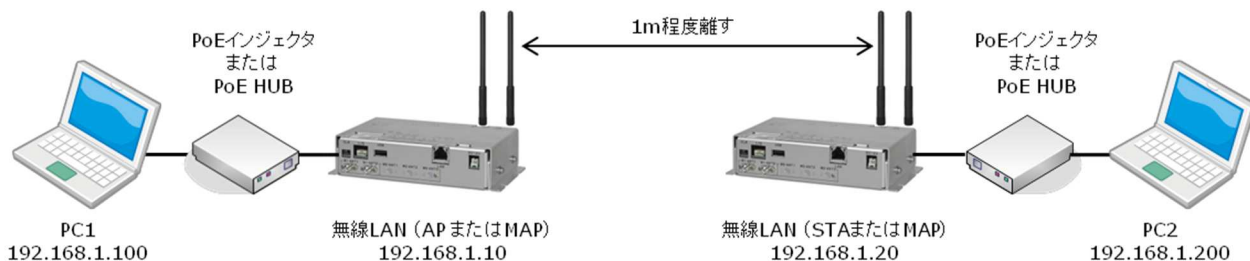 1m程度離す
PoEインジェクタ
または
PoE HUB
PoEインジェクタ
または
PoE HUB
PC1
192.168.1.100
無線LAN（APまたはMAP）
192.168.1.10
無線LAN（STAまたはMAP）
192.168.1.20
PC2
192.168.1.200